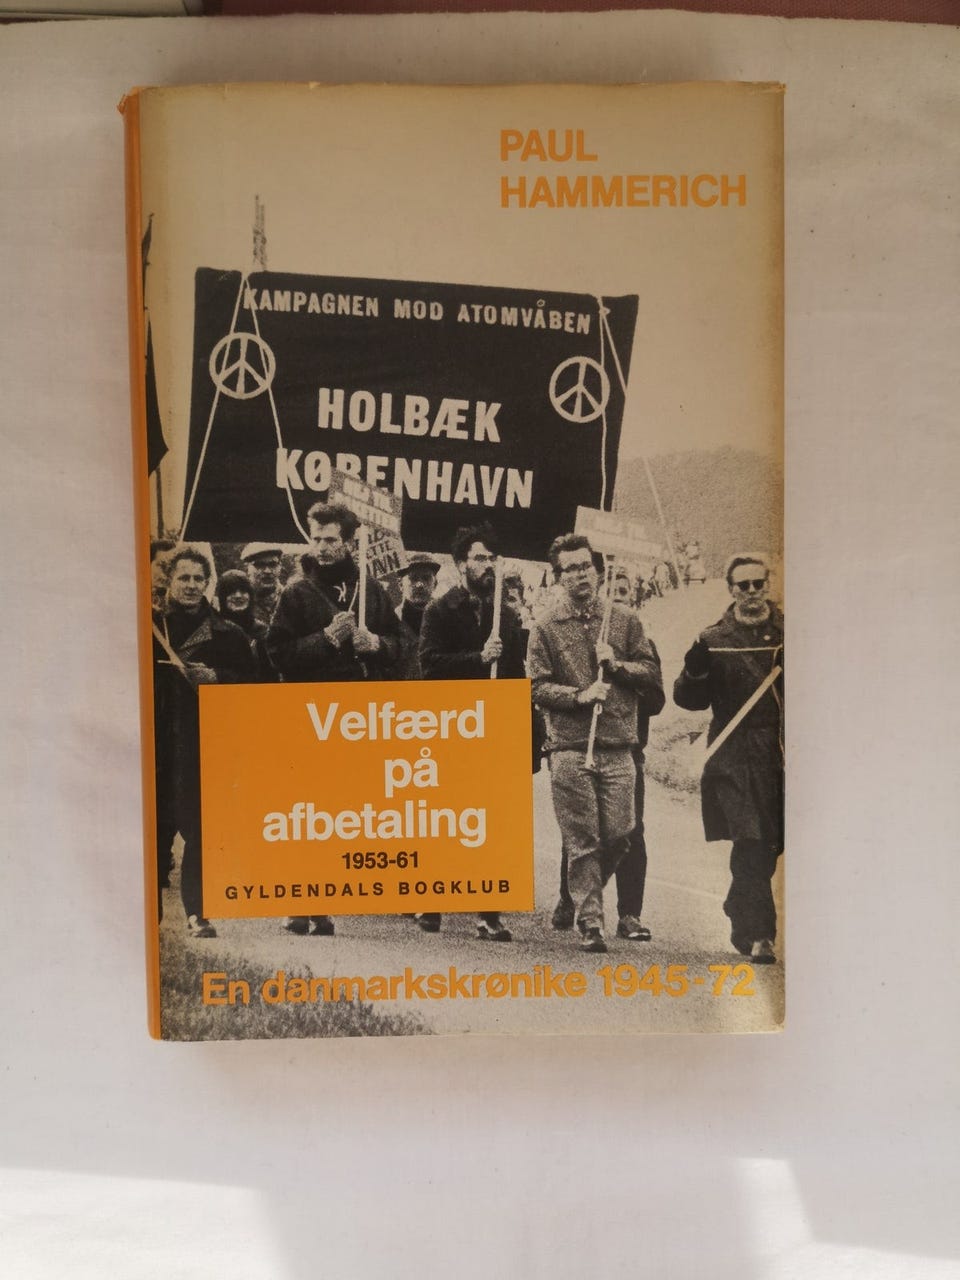 PAUL
HAMMERICH
KAMPAGNEN MOD ATOMVÅBEN
HOLBÆK
KØBENHAVN
Velfærd
på
afbetaling
1953-61
GYLDENDALS BOGKLUB
En danmarkskrønike 1945-72